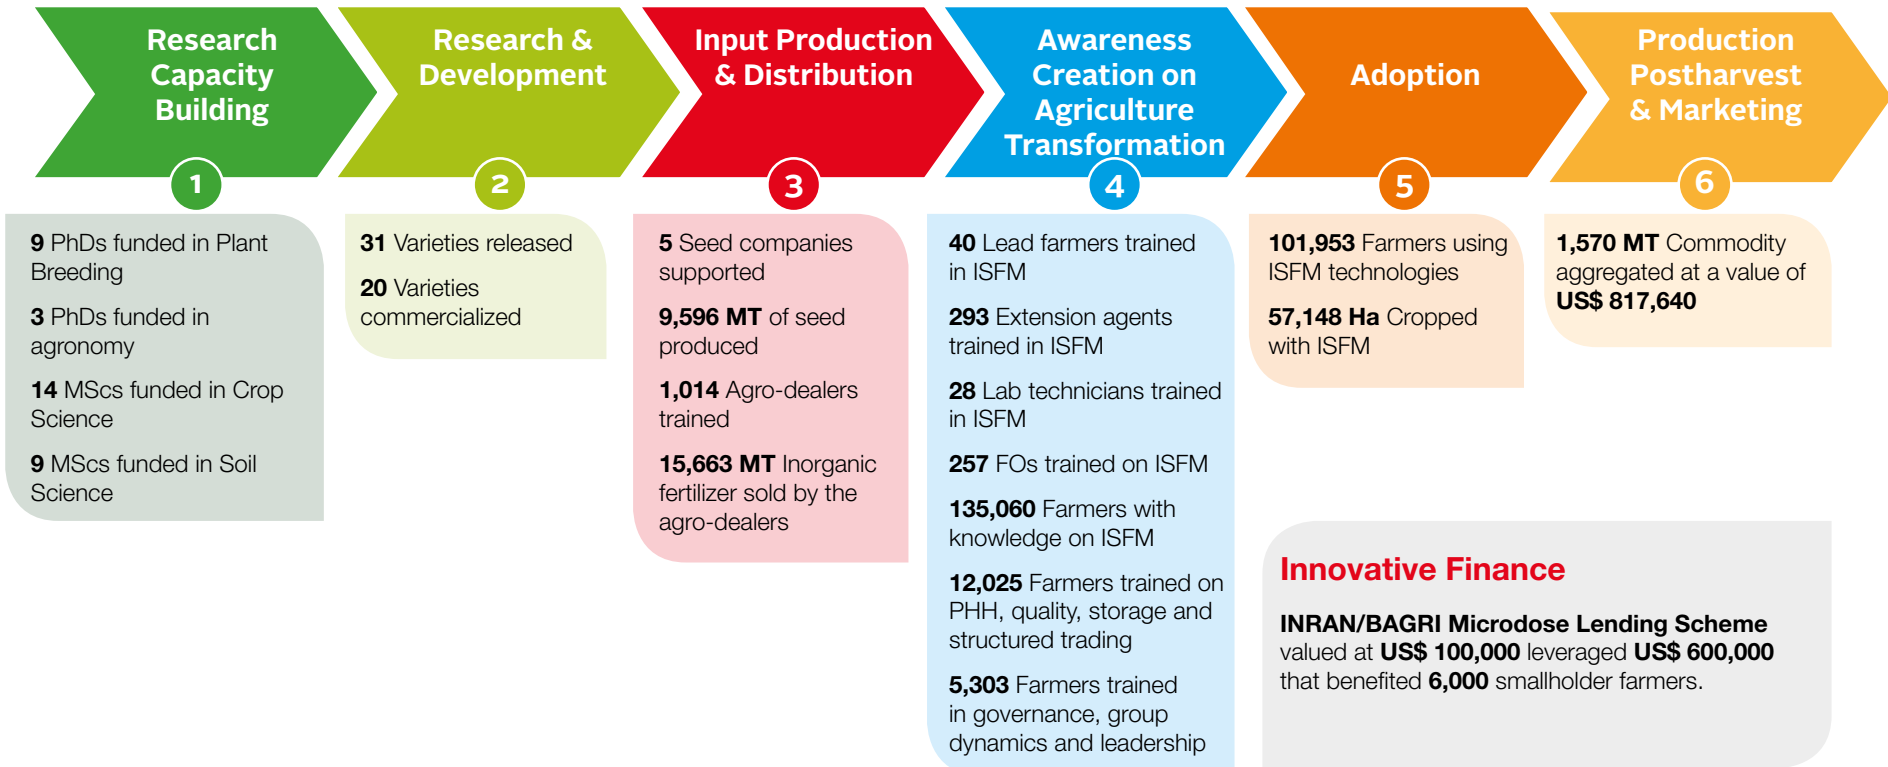 Research
Capacity
Building
1
9 PhDs funded in Plant
Breeding
3 PhDs funded in
agronomy
14 MScs funded in Crop
Science
9 MScs funded in Soil
Science
Research &
Development
2
31 Varieties released
20 Varieties
commercialized
Input Production
& Distribution
3
5 Seed companies
supported
9,596 MT of seed
produced
1,014 Agro-dealers
trained
15,663 MT Inorganic
fertilizer sold by the
agro-dealers
Awareness
Creation on
Agriculture
Transformation
4
40 Lead farmers trained
in ISFM
293 Extension agents
trained in ISFM
28 Lab technicians trained
in ISFM
257 FOs trained on ISFM
135,060 Farmers with
knowledge on ISFM
12,025 Farmers trained on
PHH, quality, storage and
structured trading
5,303 Farmers trained
in governance, group
dynamics and leadership
Adoption
5
101,953 Farmers using
ISFM technologies
57,148 Ha Cropped
with ISFM
Production
Postharvest
& Marketing
6
1,570 MT Commodity
aggregated at a value of
US$ 817,640
Innovative Finance
INRAN/BAGRI Microdose Lending Scheme
valued at US$ 100,000 leveraged US$ 600,000
that benefited 6,000 smallholder farmers.